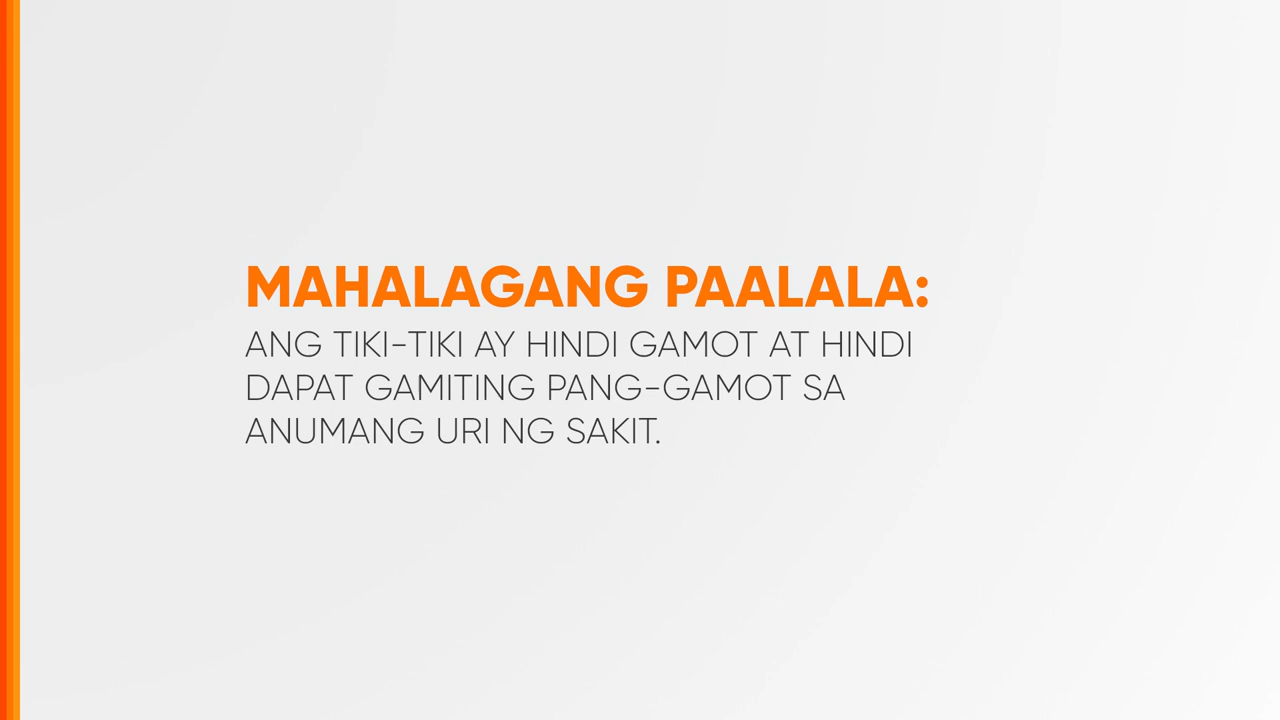 MAHALAGANG PAALALA:
ANG TIKI-TIKI AY HINDI GAMOT AT HINDI
DAPAT GAMITING PANG-GAMOT SA
ANUMANG URI NG SAKIT.